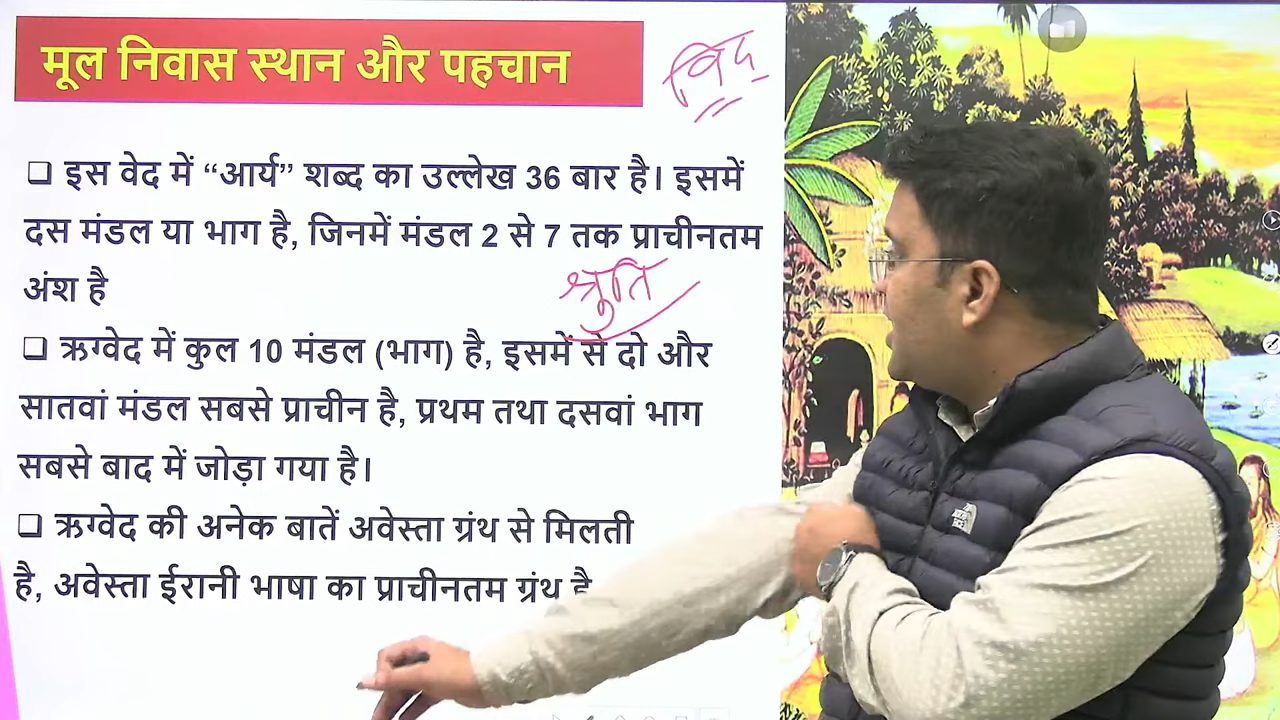 मूल निवास स्थान और पहचान
विद
❑ इस वेद में “आर्य” शब्द का उल्लेख 36 बार है। इसमें
दस मंडल या भाग है, जिनमें मंडल 2 से 7 तक प्राचीनतम
अंश है
श्रुति
❑ ऋग्वेद में कुल 10 मंडल (भाग) है, इसमें से दो और
सातवां मंडल सबसे प्राचीन है, प्रथम तथा दसवां भाग
सबसे बाद में जोड़ा गया है।
❑ ऋग्वेद की अनेक बातें अवेस्ता ग्रंथ से मिलती
है, अवेस्ता ईरानी भाषा का प्राचीनतम ग्रंथ है